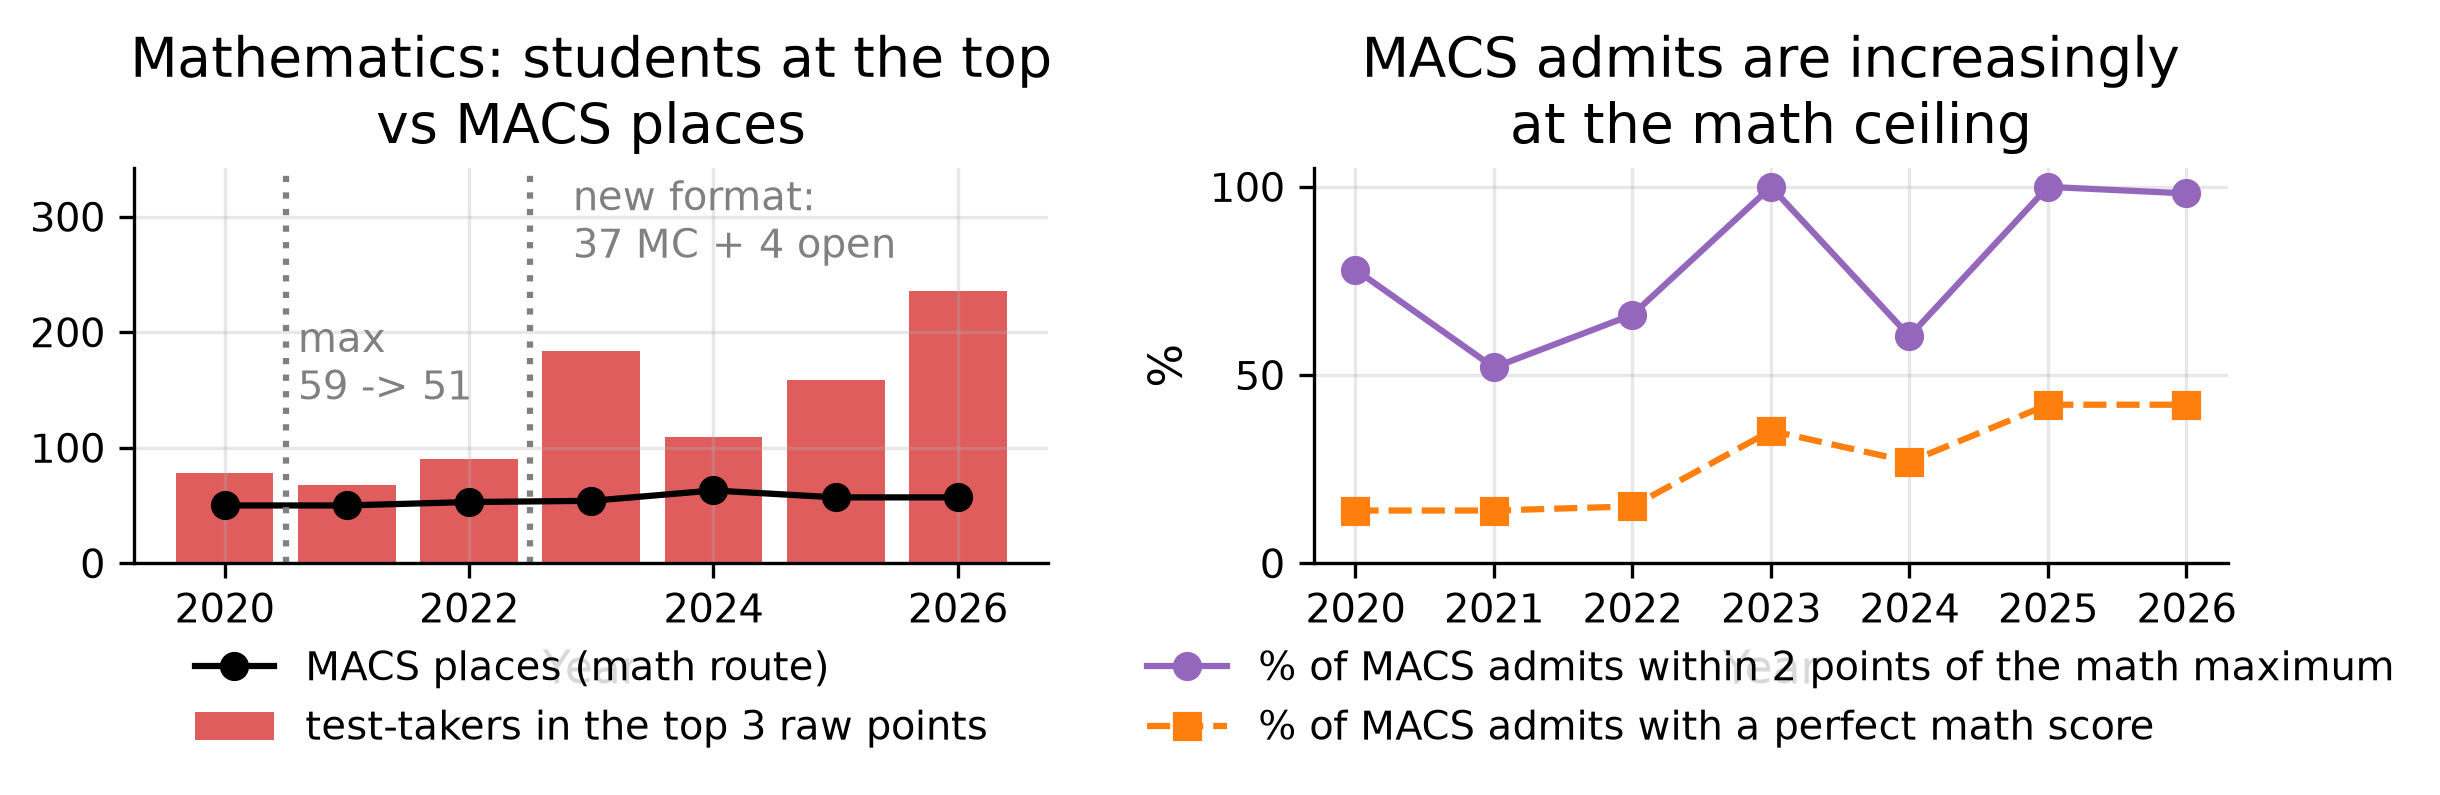 Mathematics: students at the top
vs MACS places
300
200
100
0
new format:
37 MC + 4 open
max
59 -> 51
2020 2022 2024 2026
Year
MACS places (math route)
test-takers in the top 3 raw points
MACS admits are increasingly
at the math ceiling
%
100
50
0
2020 2021 2022 2023 2024 2025 2026
Year
% of MACS admits within 2 points of the math maximum
% of MACS admits with a perfect math score